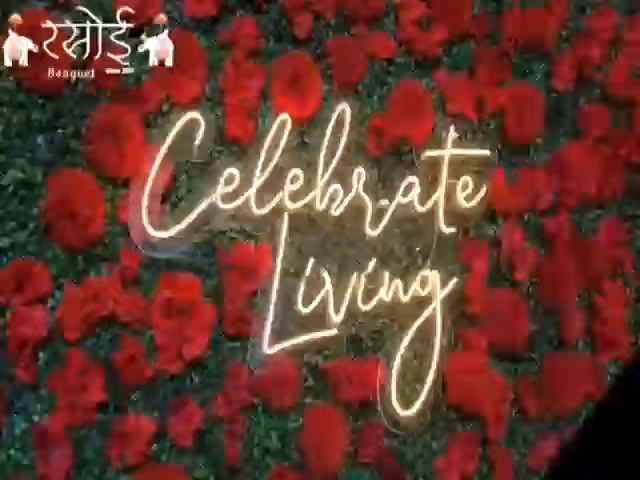 रसोई
Banquet
Celebrate
Living